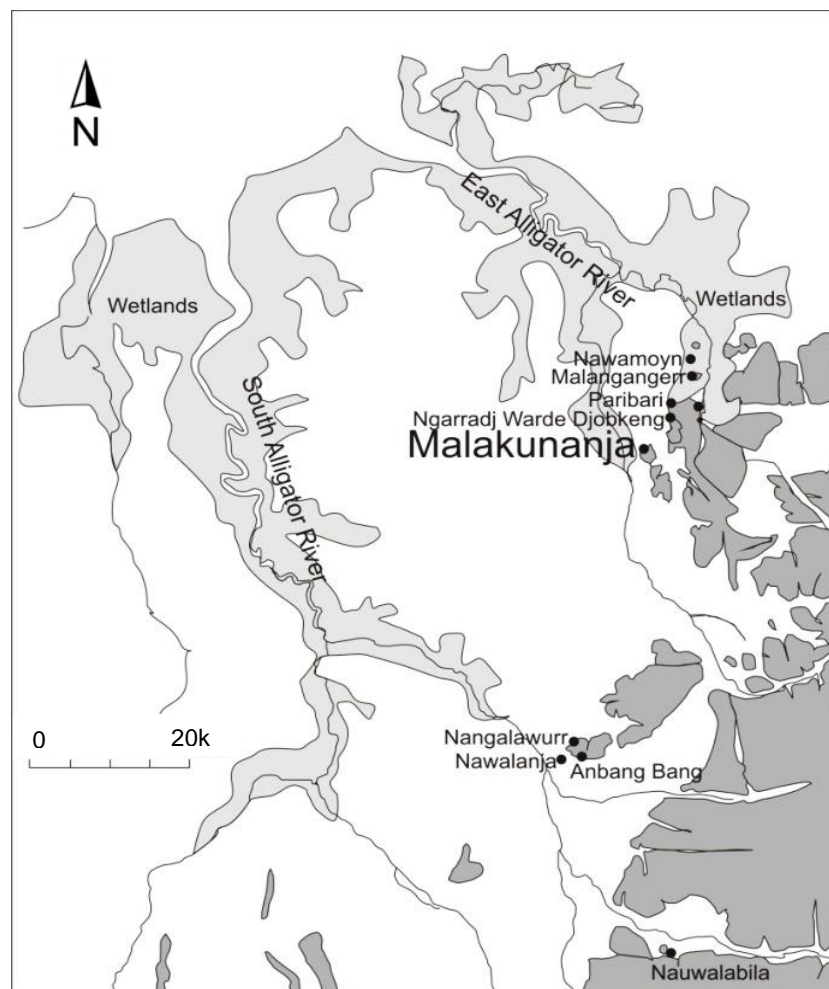 N
East Alligator River
Wetlands
Wetlands
Nawamoyn
Malangangerr
Paribari
Ngarradj Warde Djobkeng
Malakunanja
South Alligator River
0 20k
Nangalawurr
Nawalanja
Anbang Bang
Nauwalabila